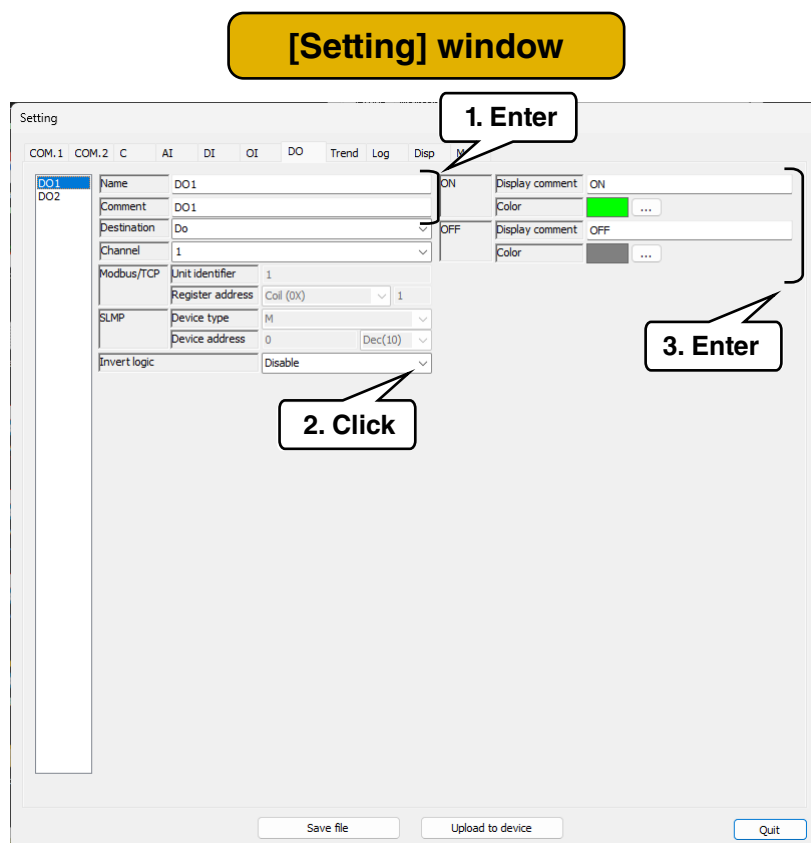 [Setting] window
1. Enter
Setting
COM.1 COM.2 C AI DI OI DO Trend Log Disp
DO1
DO2
Name DO1
Comment DO1
Destination Do
Channel 1
Modbus/TCP Unit identifier 1
Register address Coil (0X) 1
SLMP Device type M
Device address 0 Dec(10)
Invert logic Disable
ON Display comment ON
Color ...
OFF Display comment OFF
Color ...
2. Click
3. Enter
Save file Upload to device Quit